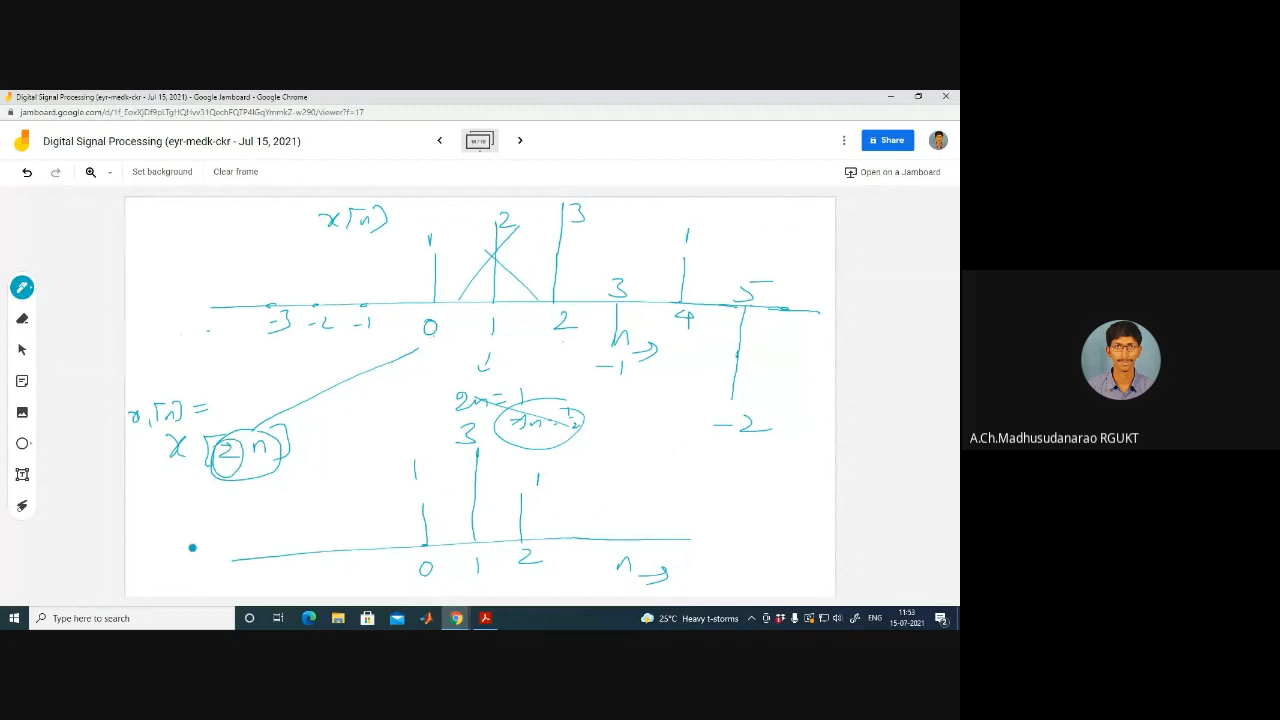 Digital Signal Processing (eyr-medk-ckr - Jul 15, 2021) - Google Jamboard - Google Chrome
Digital Signal Processing (eyr-medk-ckr - Jul 15, 2021)
18 / 18
Share
Set background
Clear frame
Open on a Jamboard
x[n]
1 2 3 1
3 5
-3 -2 -1 0 1 2 4
n →
-1
-2
2n = 1
x₁[n] =
x [2n]
1 3 1
0 1 2 n →
A.Ch.Madhusudanarao RGUKT
Type here to search
25°C Heavy t-storms
ENG
11:53
15-07-2021
2